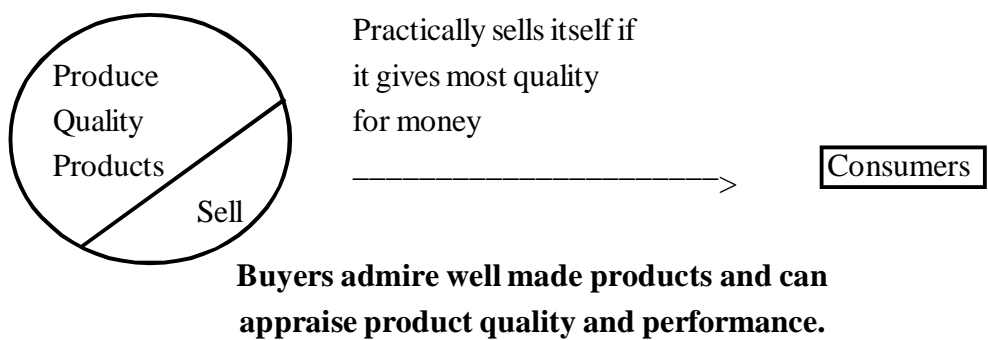 Produce
Quality
Products
Sell
Practically sells itself if
it gives most quality
for money
Consumers
Buyers admire well made products and can
appraise product quality and performance.